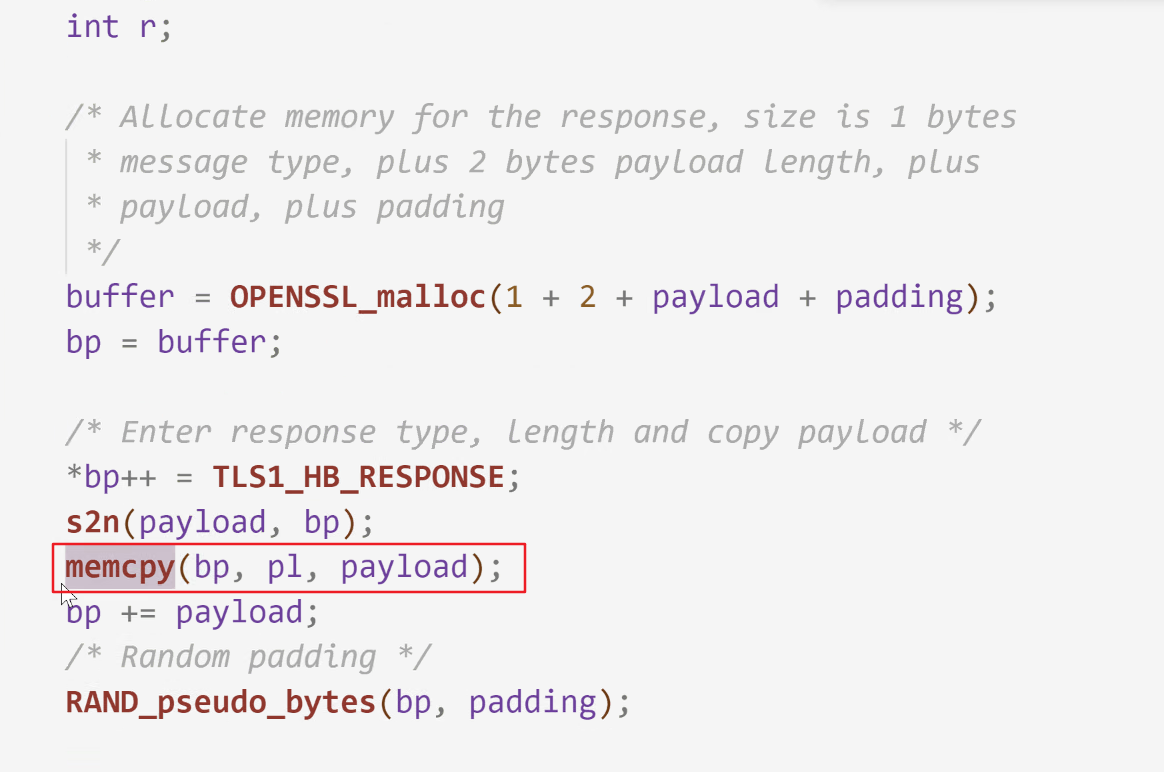 int r;
/* Allocate memory for the response, size is 1 bytes
* message type, plus 2 bytes payload length, plus
* payload, plus padding
*/
buffer = OPENSSL_malloc(1 + 2 + payload + padding);
bp = buffer;
/* Enter response type, length and copy payload */
*bp++ = TLS1_HB_RESPONSE;
s2n(payload, bp);
memcpy(bp, pl, payload);
bp += payload;
/* Random padding */
RAND_pseudo_bytes(bp, padding);